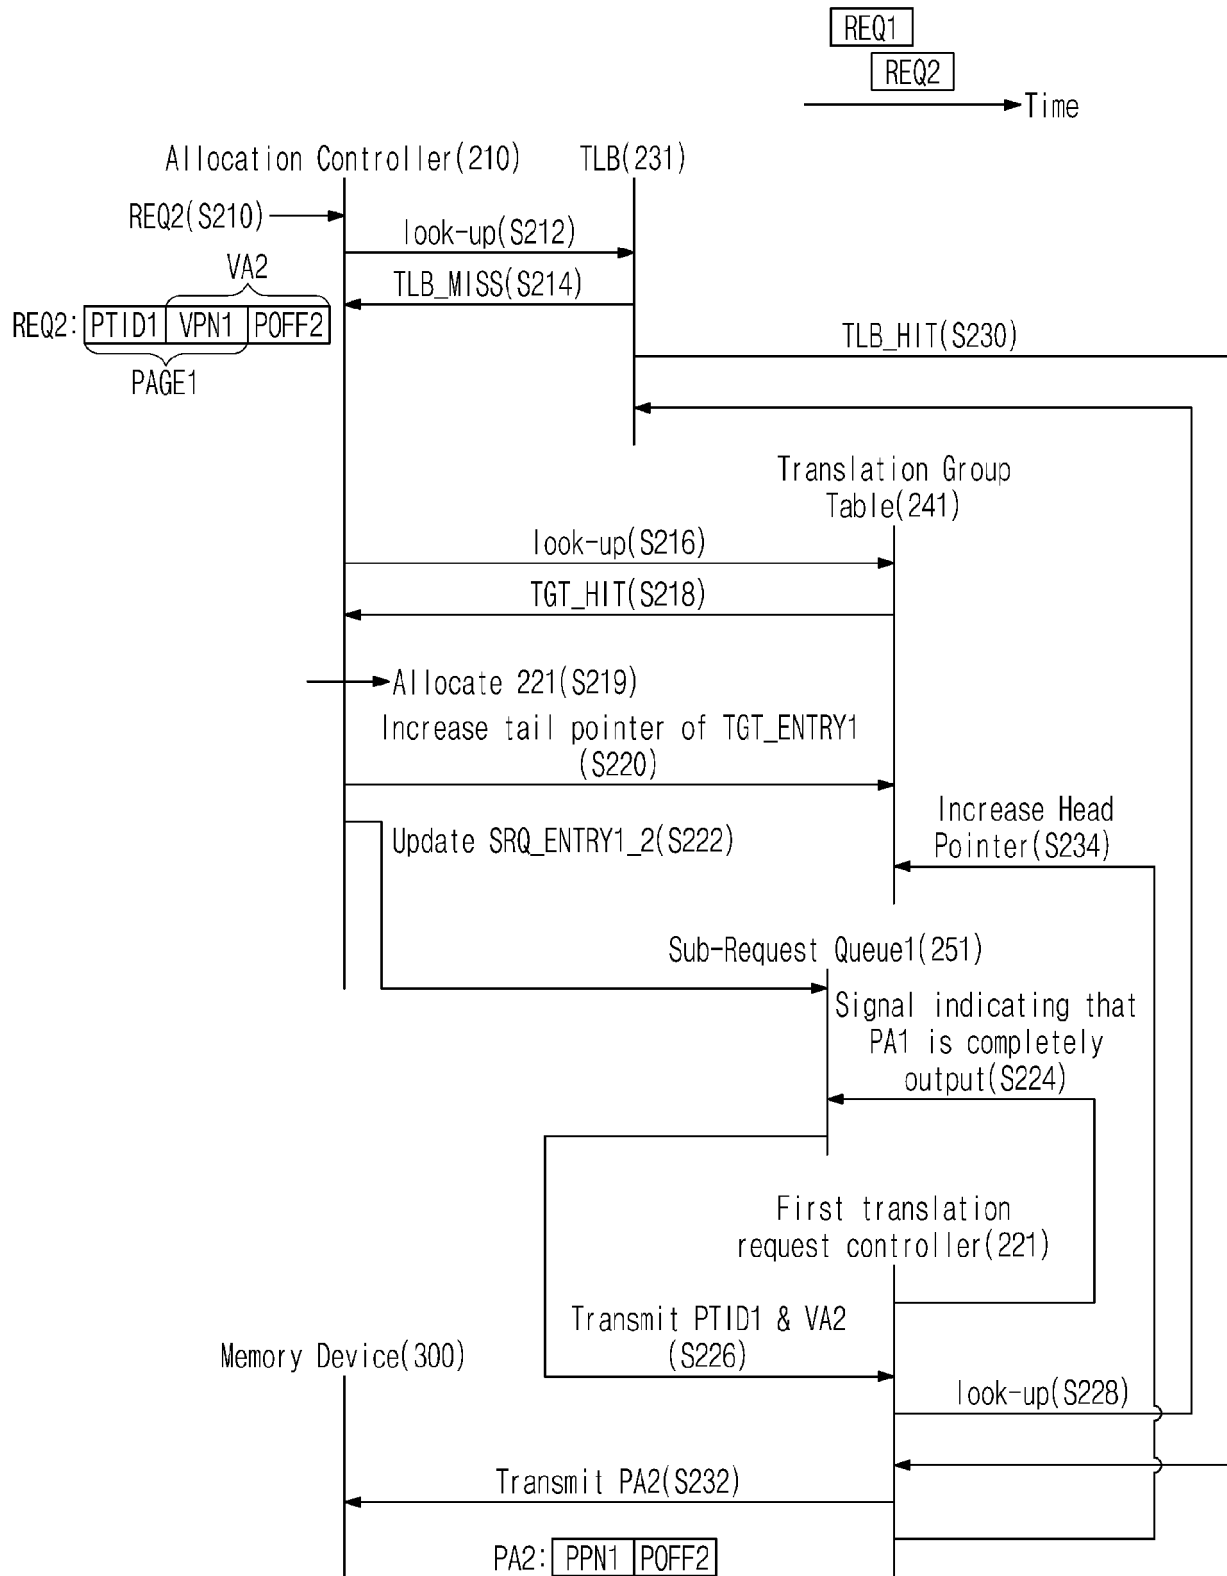 REQ1
REQ2
Time
Allocation Controller(210)
TLB(231)
REQ2(S210)
look-up(S212)
VA2
TLB_MISS(S214)
REQ2: PTID1 VPN1 POFF2
TLB_HIT(S230)
PAGE1
Translation Group
Table(241)
look-up(S216)
TGT_HIT(S218)
Allocate 221(S219)
Increase tail pointer of TGT_ENTRY1
(S220)
Increase Head
Pointer(S234)
Update SRQ_ENTRY1_2(S222)
Sub-Request Queue1(251)
Signal indicating that
PA1 is completely
output(S224)
First translation
request controller(221)
Transmit PTID1 & VA2
(S226)
Memory Device(300)
look-up(S228)
Transmit PA2(S232)
PA2: PPN1 POFF2